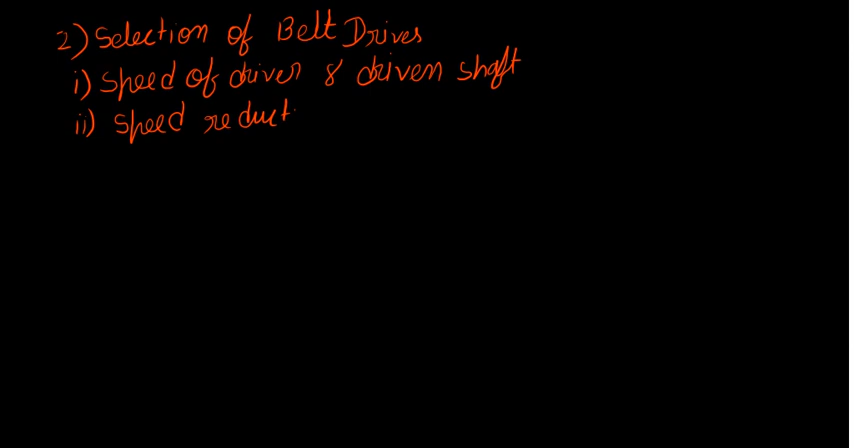 2) Selection of Belt Drives
i) Speed of driver & driven shaft
ii) Speed reduct